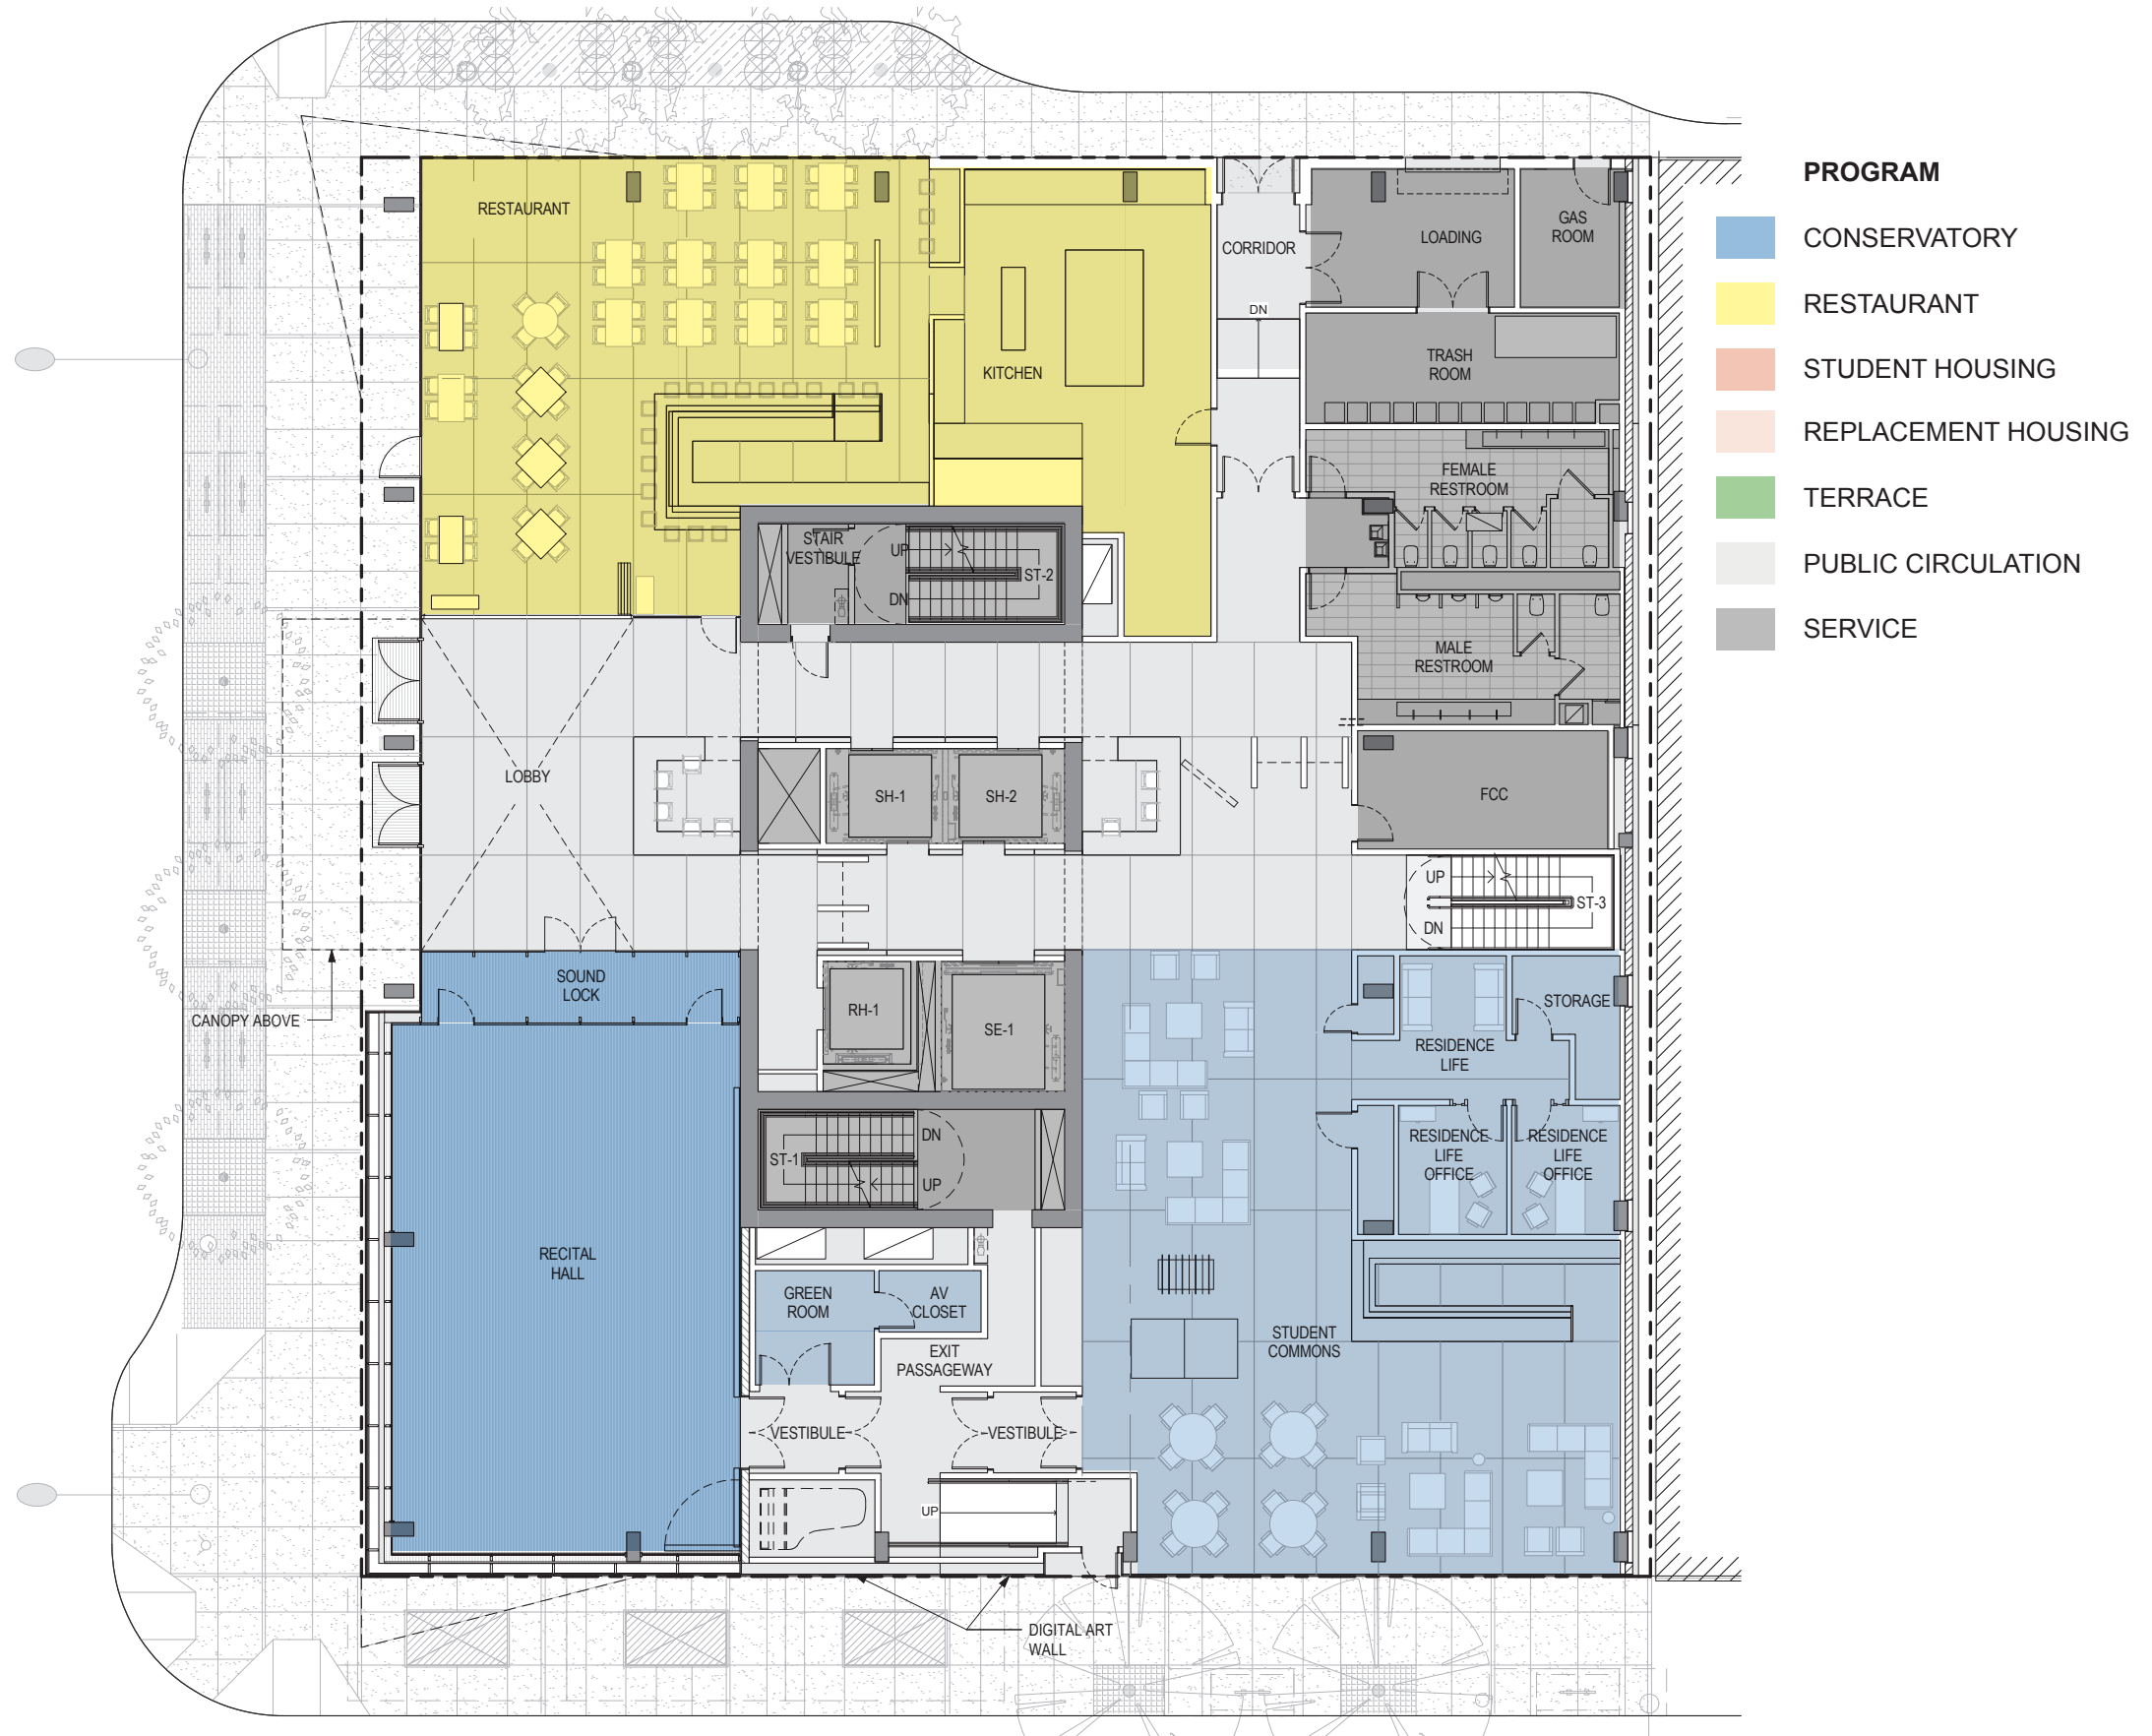 PROGRAM
CONSERVATORY
RESTAURANT
STUDENT HOUSING
REPLACEMENT HOUSING
TERRACE
PUBLIC CIRCULATION
SERVICE
RESTAURANT
KITCHEN
CORRIDOR
DN
LOADING
GAS
ROOM
TRASH
ROOM
FEMALE
RESTROOM
MALE
RESTROOM
STAIR
VESTIBULE
UP
DN
ST-2
LOBBY
SH-1
SH-2
FCC
UP
DN
ST-3
SOUND
LOCK
CANOPY ABOVE
RH-1
SE-1
STORAGE
RESIDENCE
LIFE
RESIDENCE
LIFE
OFFICE
RESIDENCE
LIFE
OFFICE
DN
ST-1
UP
RECITAL
HALL
GREEN
ROOM
AV
CLOSET
EXIT
PASSAGEWAY
STUDENT
COMMONS
VESTIBULE
VESTIBULE
UP
DIGITAL ART
WALL